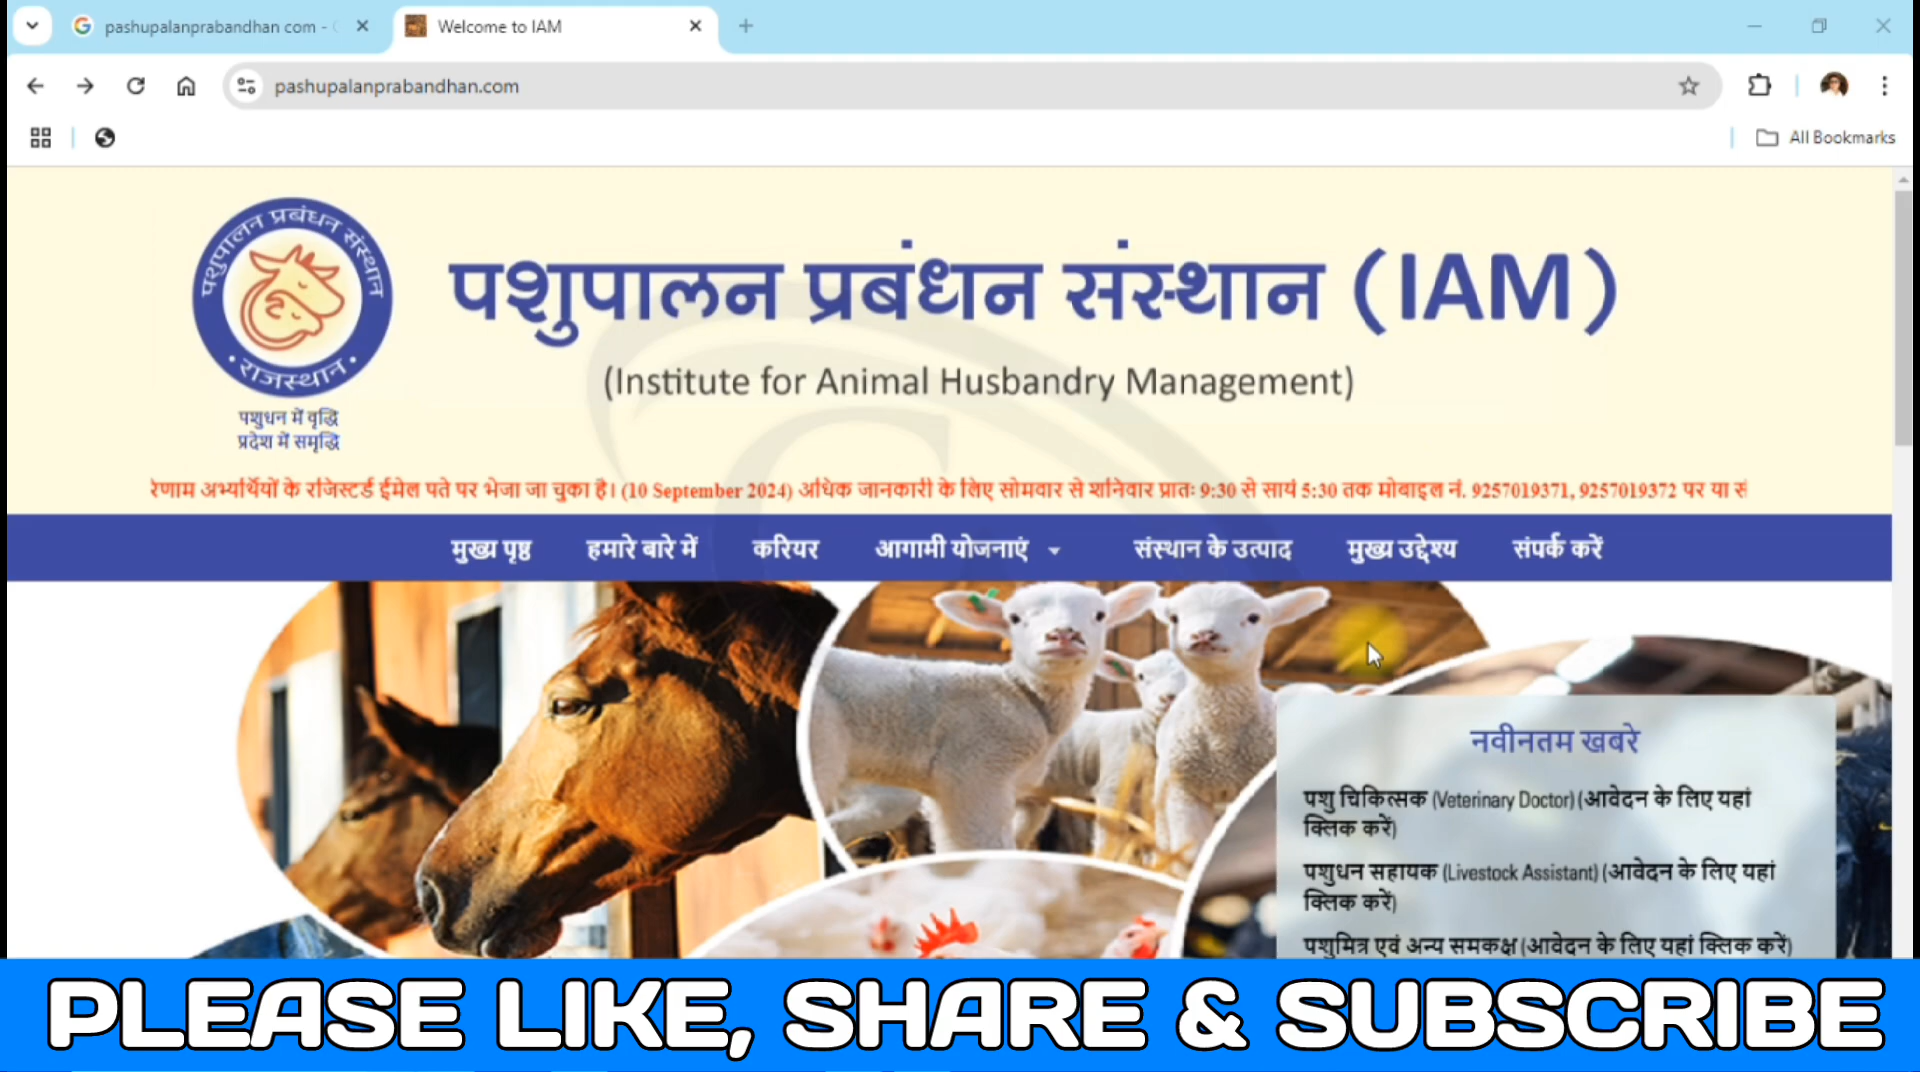 pashupalanprabandhan com -
Welcome to IAM
pashupalanprabandhan.com
All Bookmarks
पशुपालन प्रबंधन संस्थान
राजस्थान
पशुधन में वृद्धि
प्रदेश में समृद्धि
पशुपालन प्रबंधन संस्थान (IAM)
(Institute for Animal Husbandry Management)
रेणाम अभ्यर्थियों के रजिस्टर्ड ईमेल पते पर भेजा जा चुका है। (10 September 2024) अधिक जानकारी के लिए सोमवार से शनिवार प्रातः 9:30 से सायं 5:30 तक मोबाइल नं. 9257019371, 9257019372 पर या सं
मुख्य पृष्ठ हमारे बारे में करियर आगामी योजनाएं संस्थान के उत्पाद मुख्य उद्देश्य संपर्क करें
नवीनतम खबरे
पशु चिकित्सक (Veterinary Doctor) (आवेदन के लिए यहां
क्लिक करें)
पशुधन सहायक (Livestock Assistant) (आवेदन के लिए यहां
क्लिक करें)
पशुमित्र एवं अन्य समकक्ष (आवेदन के लिए यहां क्लिक करें)
PLEASE LIKE, SHARE & SUBSCRIBE